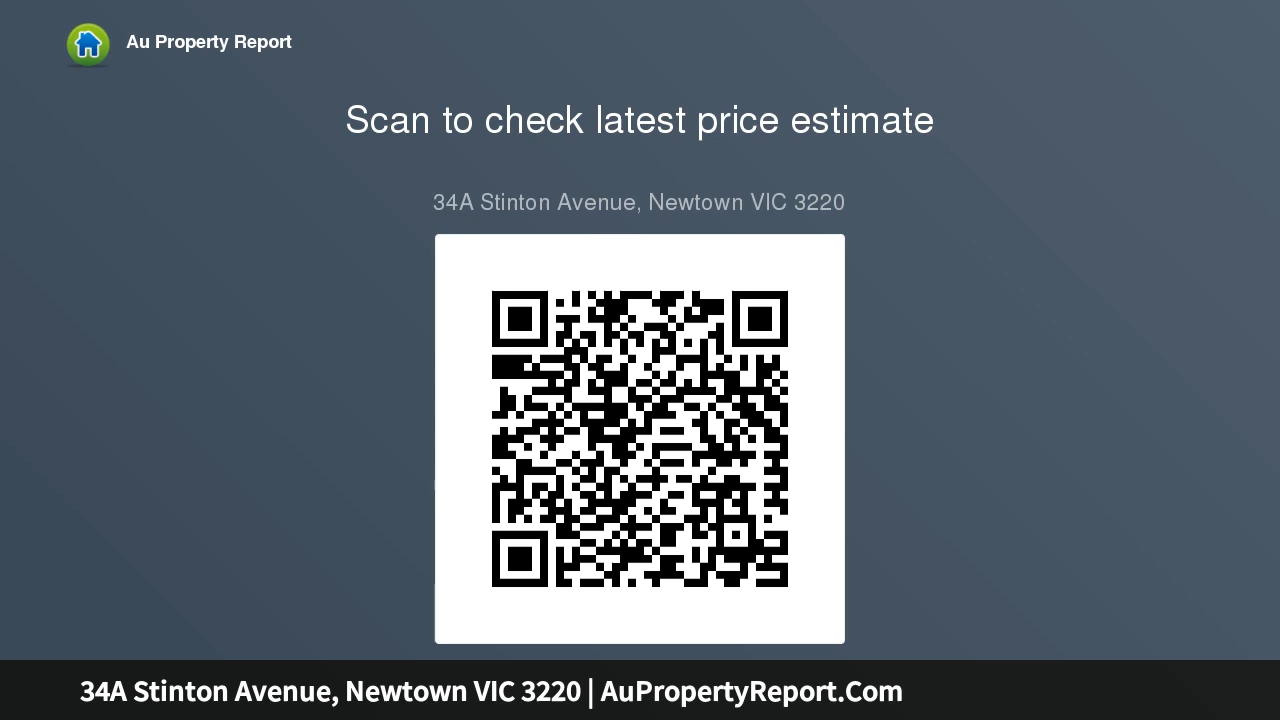 Au Property Report
Scan to check latest price estimate
34A Stinton Avenue, Newtown VIC 3220
34A Stinton Avenue, Newtown VIC 3220 | AuPropertyReport.Com